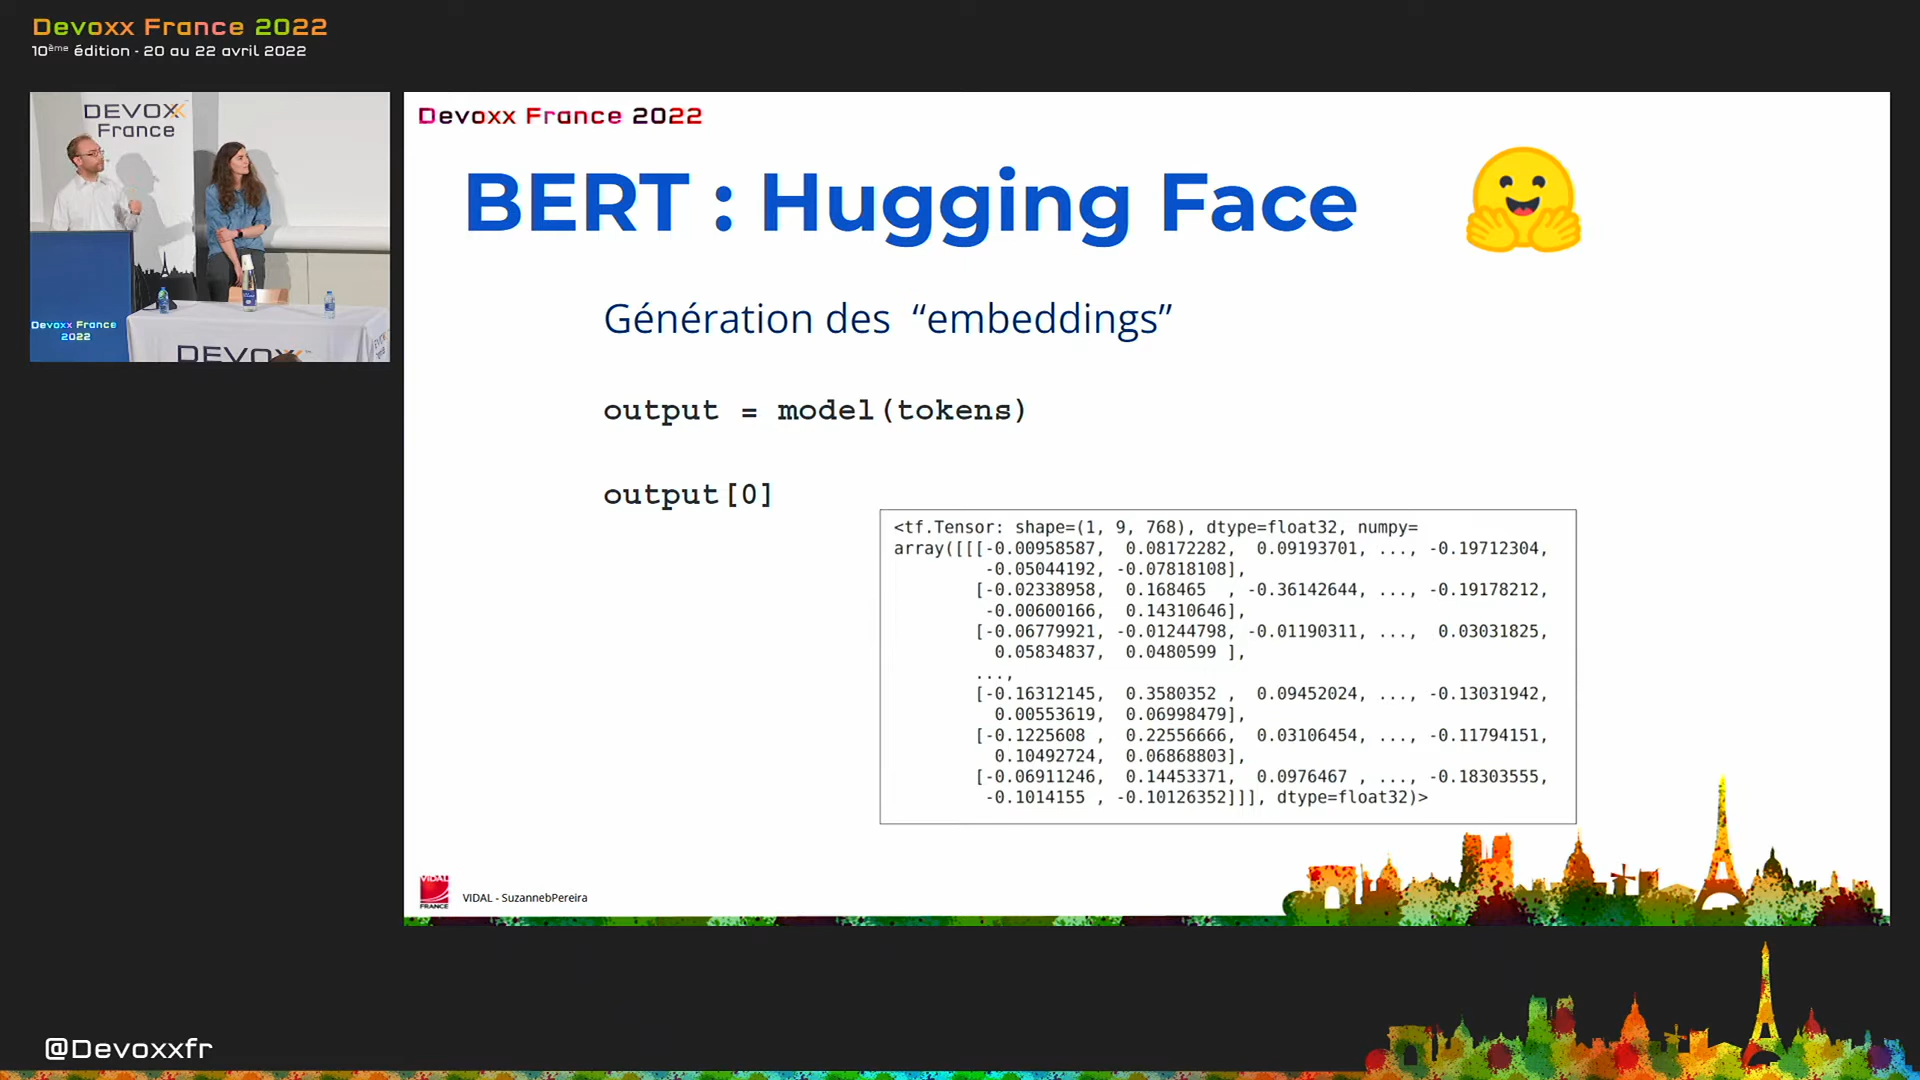 Devoxx France 2022
10ème édition - 20 au 22 avril 2022
DEVOXX
France
Devoxx France
2022
DEVOXX
Devoxx France 2022
BERT : Hugging Face
Génération des “embeddings”
output = model(tokens)
output[0]
<tf.Tensor: shape=(1, 9, 768), dtype=float32, numpy=
array([[[-0.00958587, 0.08172282, 0.09193701, ..., -0.19712304,
-0.05044192, -0.07818108],
[-0.02338958, 0.168465 , -0.36142644, ..., -0.19178212,
-0.00600166, 0.14310646],
[-0.06779921, -0.01244798, -0.01190311, ..., 0.03031825,
0.05834837, 0.0480599 ],
...,
[-0.16312145, 0.3580352 , 0.09452024, ..., -0.13031942,
0.00553619, 0.06998479],
[-0.1225608 , 0.22556666, 0.03106454, ..., -0.11794151,
0.10492724, 0.06868803],
[-0.06911246, 0.14453371, 0.0976467 , ..., -0.18303555,
-0.1014155 , -0.10126352]]], dtype=float32)>
VIDAL
FRANCE
VIDAL - SuzannebPereira
@Devoxxfr